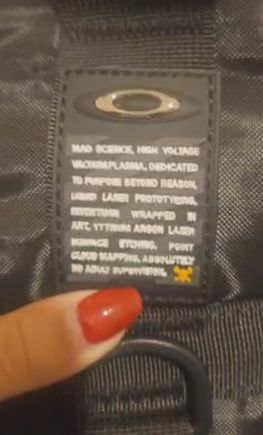 MAD SCIENCE, HIGH VOLTAGE
VACUUM PLASMA. DEDICATED
TO PURPOSE BEYOND REASON.
LIQUID LASER PROTOTYPING.
INVENTIONS WRAPPED IN
ART. YTTRIUM ARGON LASER
SURFACE ETCHING. POINT
CLOUD MAPPING. ABSOLUTELY
NO ADULT SUPERVISION.